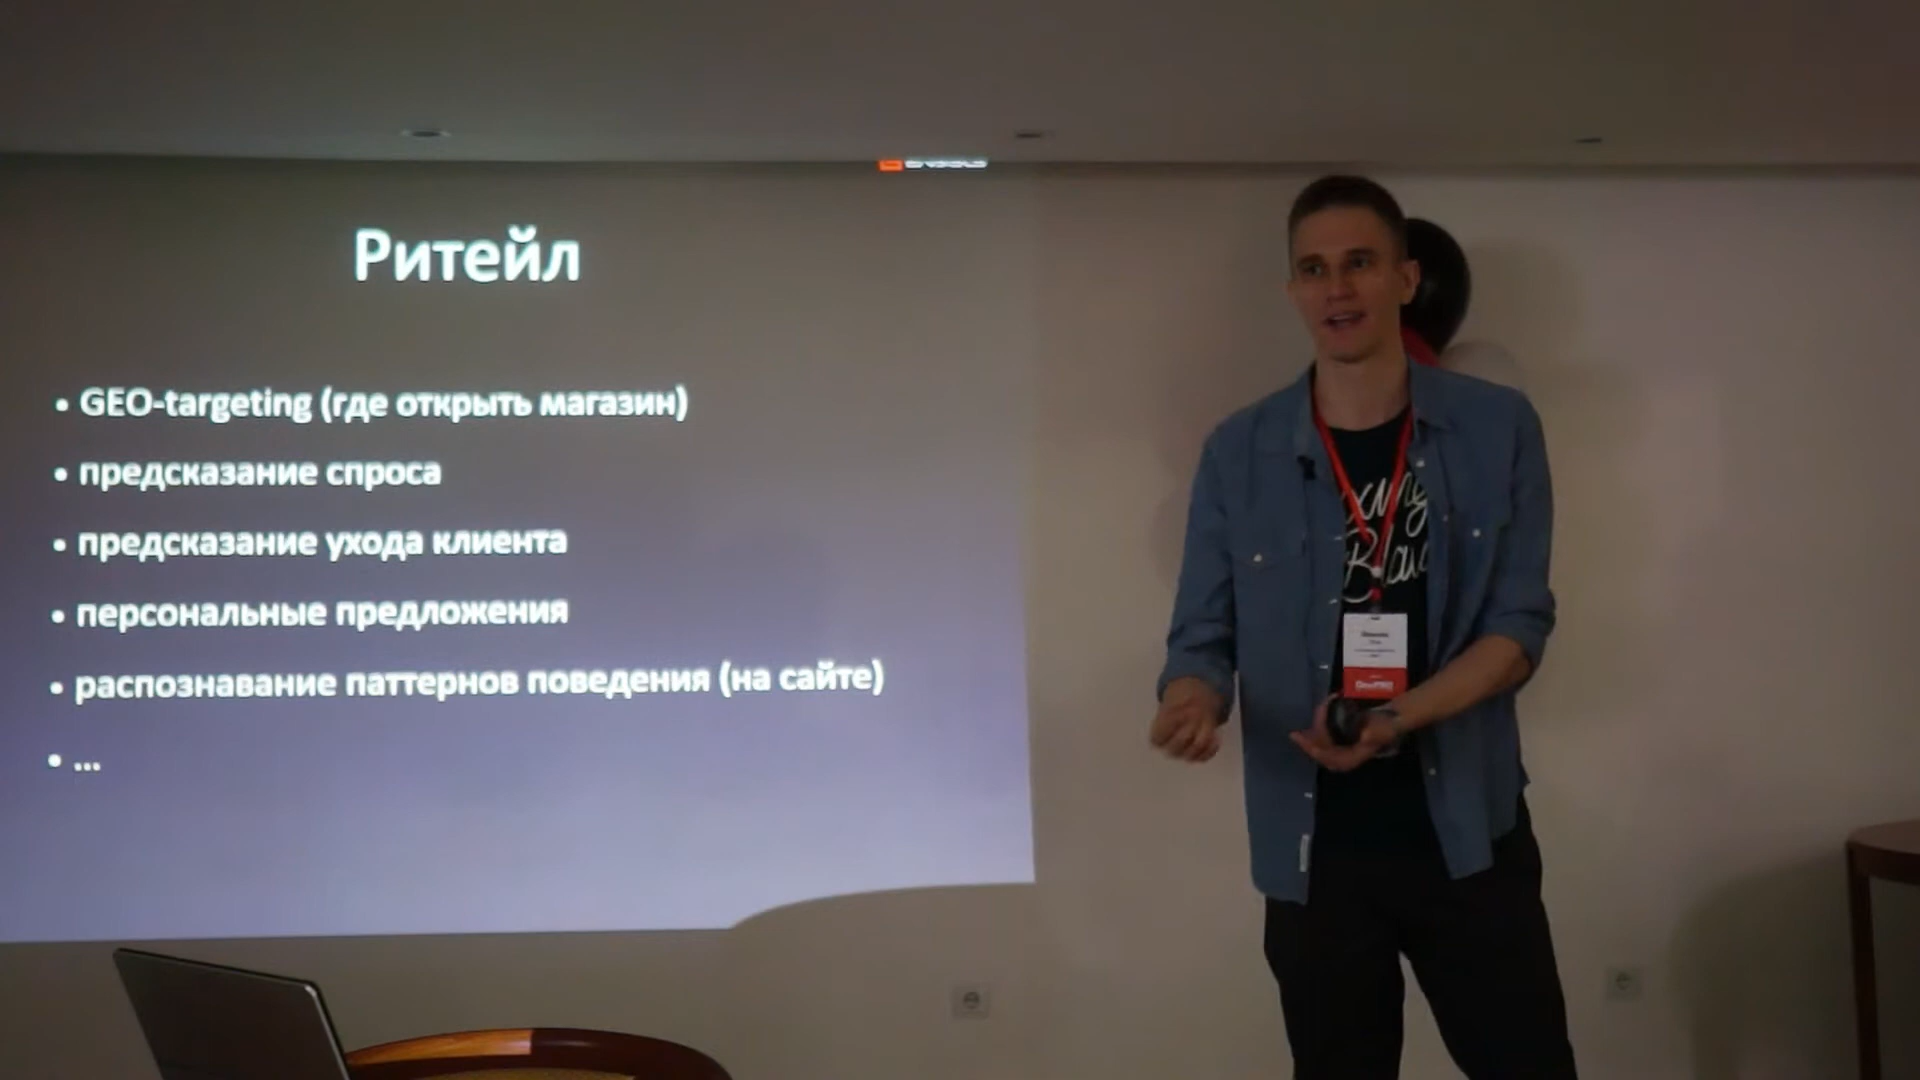 Ритейл
• GEO-targeting (где открыть магазин)
• предсказание спроса
• предсказание ухода клиента
• персональные предложения
• распознавание паттернов поведения (на сайте)
• ...